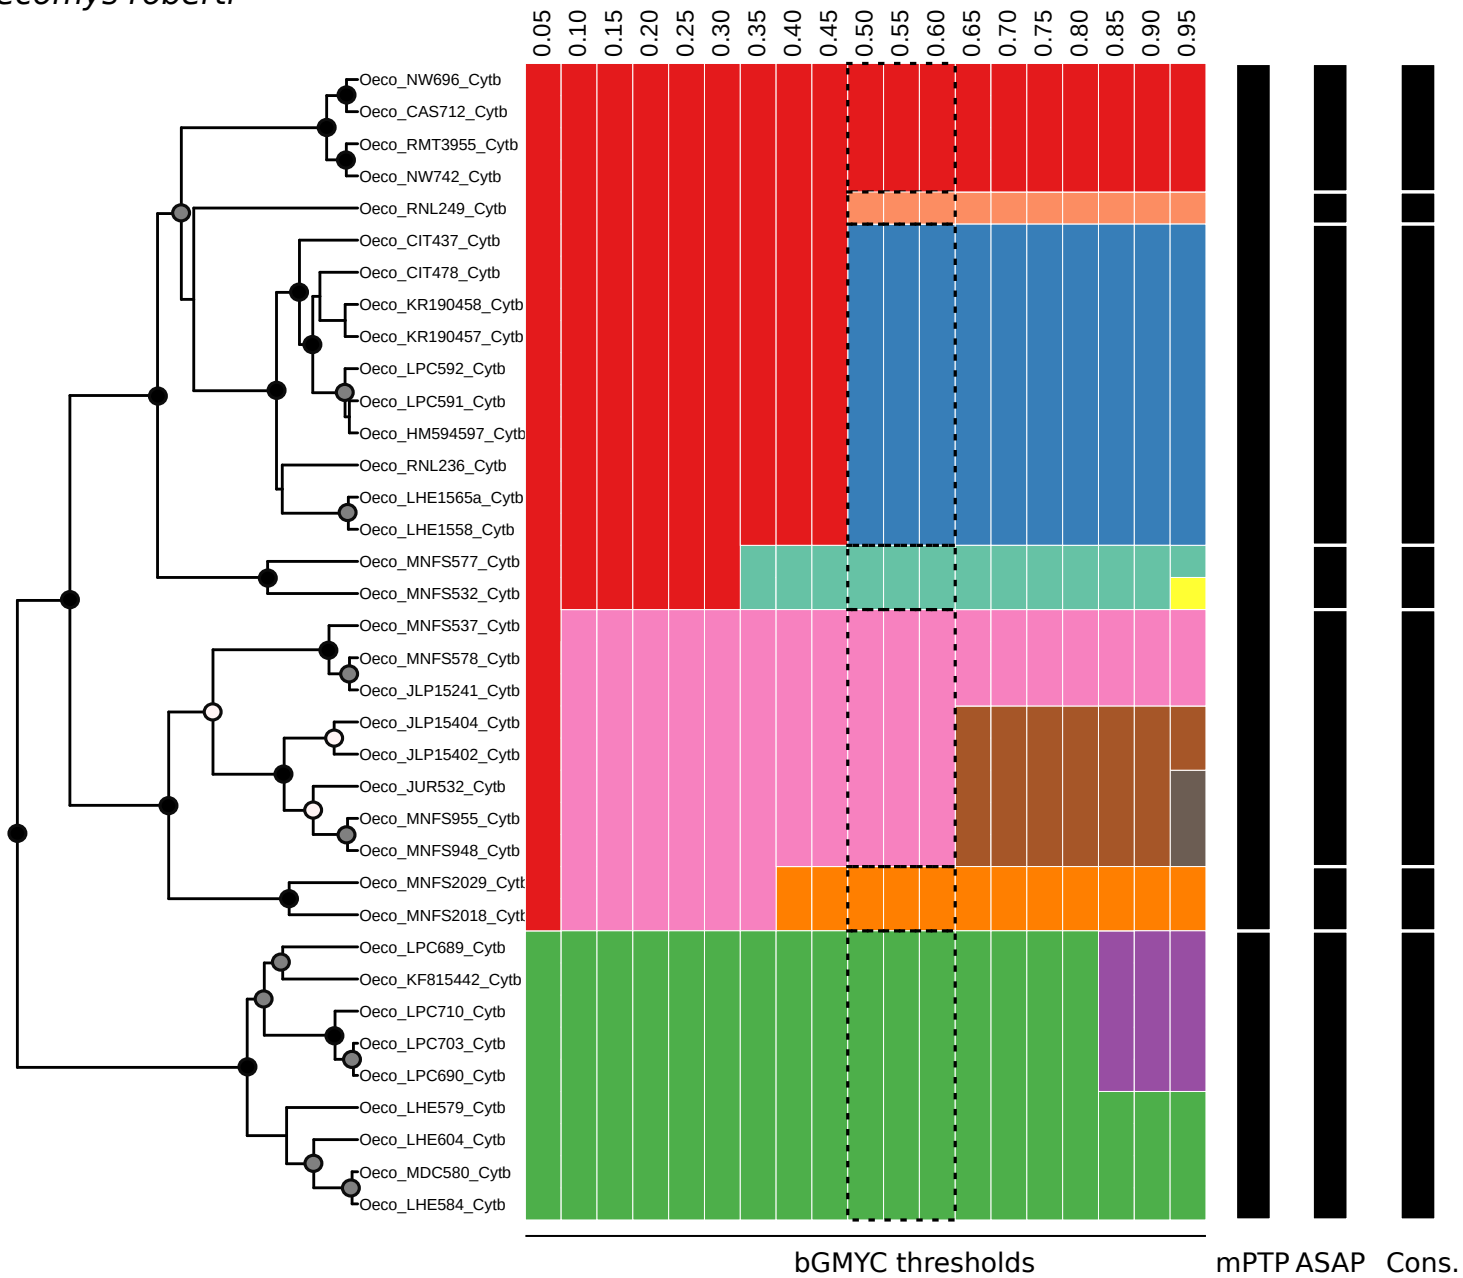 0.05 0.10 0.15 0.20 0.25 0.30 0.35 0.40 0.45 0.50 0.55 0.60 0.65 0.70 0.75 0.80 0.85 0.90 0.95
Oeco_NW696_Cytb
Oeco_CAS712_Cytb
Oeco_RMT3955_Cytb
Oeco_NW742_Cytb
Oeco_RNL249_Cytb
Oeco_CIT437_Cytb
Oeco_CIT478_Cytb
Oeco_KR190458_Cytb
Oeco_KR190457_Cytb
Oeco_LPC592_Cytb
Oeco_LPC591_Cytb
Oeco_HM594597_Cytb
Oeco_RNL236_Cytb
Oeco_LHE1565a_Cytb
Oeco_LHE1558_Cytb
Oeco_MNFS577_Cytb
Oeco_MNFS532_Cytb
Oeco_MNFS537_Cytb
Oeco_MNFS578_Cytb
Oeco_JLP15241_Cytb
Oeco_JLP15404_Cytb
Oeco_JLP15402_Cytb
Oeco_JUR532_Cytb
Oeco_MNFS955_Cytb
Oeco_MNFS948_Cytb
Oeco_MNFS2029_Cytb
Oeco_MNFS2018_Cytb
Oeco_LPC689_Cytb
Oeco_KF815442_Cytb
Oeco_LPC710_Cytb
Oeco_LPC703_Cytb
Oeco_LPC690_Cytb
Oeco_LHE579_Cytb
Oeco_LHE604_Cytb
Oeco_MDC580_Cytb
Oeco_LHE584_Cytb
bGMYC thresholds mPTP ASAP Cons.